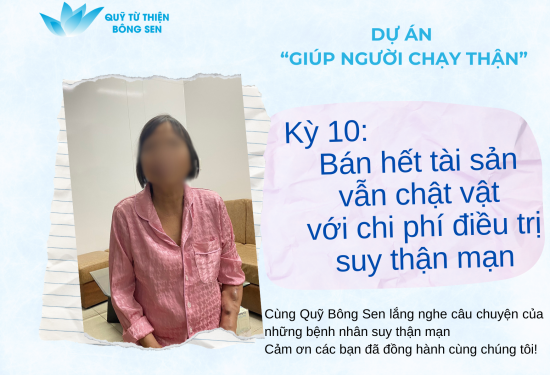 QUỸ TỪ THIỆN
BÔNG SEN
DỰ ÁN
“GIÚP NGƯỜI CHẠY THẬN”
Kỳ 10:
Bán hết tài sản
vẫn chật vật
với chi phí điều trị
suy thận mạn
Cùng Quỹ Bông Sen lắng nghe câu chuyện của
những bệnh nhân suy thận mạn
Cảm ơn các bạn đã đồng hành cùng chúng tôi!